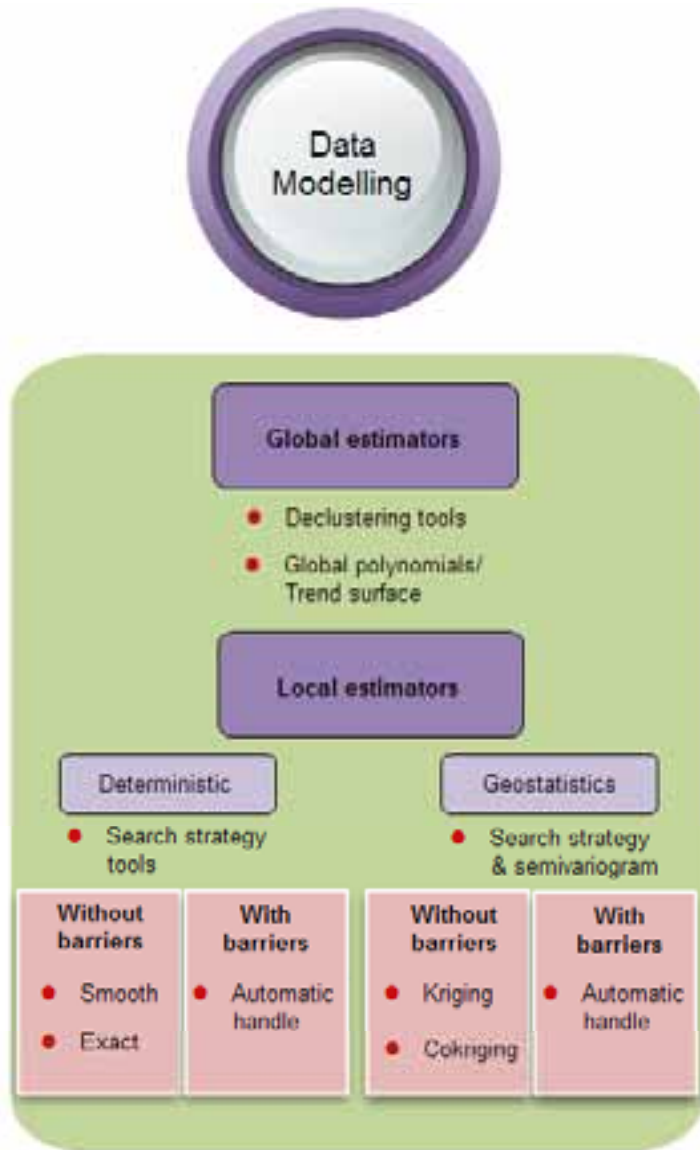 Data
Modelling
Global estimators
Declustering tools
Global polynomials/
Trend surface
Local estimators
Deterministic
Search strategy
tools
Geostatistics
Search strategy
& semivariogram
Without
barriers
Smooth
Exact
With
barriers
Automatic
handle
Without
barriers
Kriging
Cokriging
With
barriers
Automatic
handle